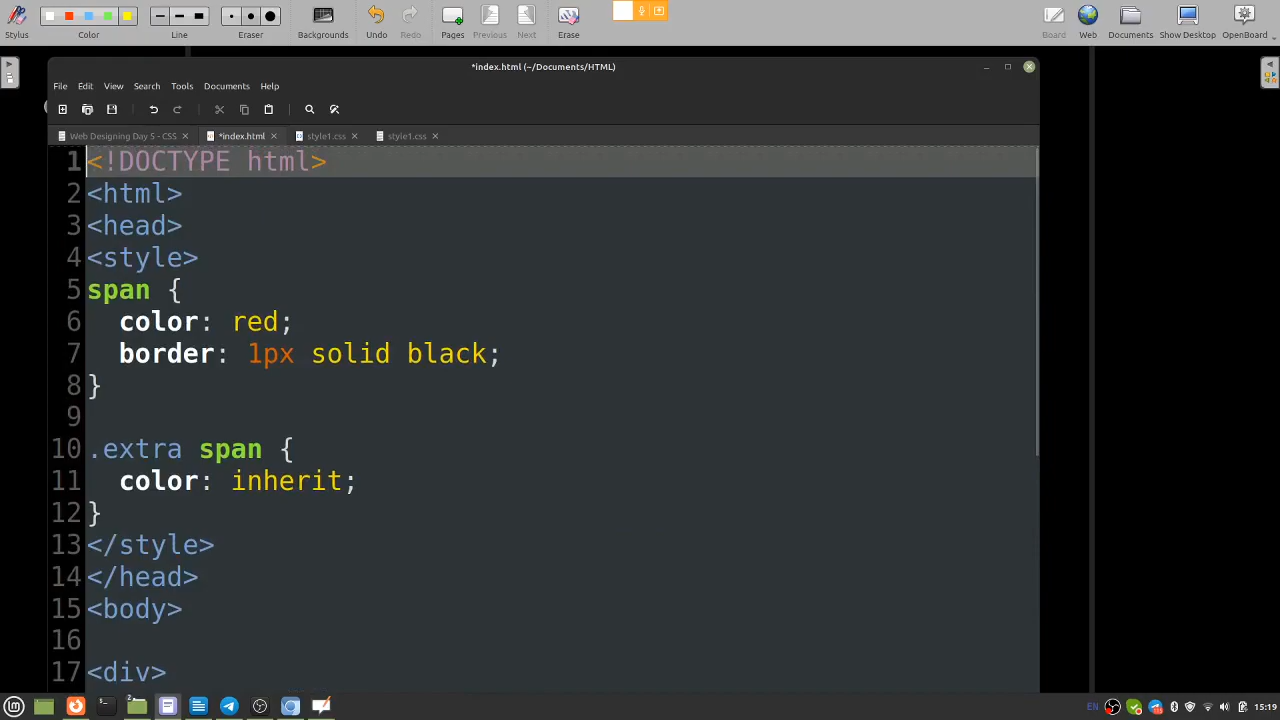 Stylus Color Line Eraser Backgrounds Undo Redo Pages Previous Next Erase Board Web Documents Show Desktop OpenBoard
*index.html (~/Documents/HTML)
File Edit View Search Tools Documents Help
Web Designing Day 5 - CSS *index.html style1.css style1.css
1 <!DOCTYPE html>
2 <html>
3 <head>
4 <style>
5 span {
6 color: red;
7 border: 1px solid black;
8 }
9
10 .extra span {
11 color: inherit;
12 }
13 </style>
14 </head>
15 <body>
16
17 <div>
EN 15:19